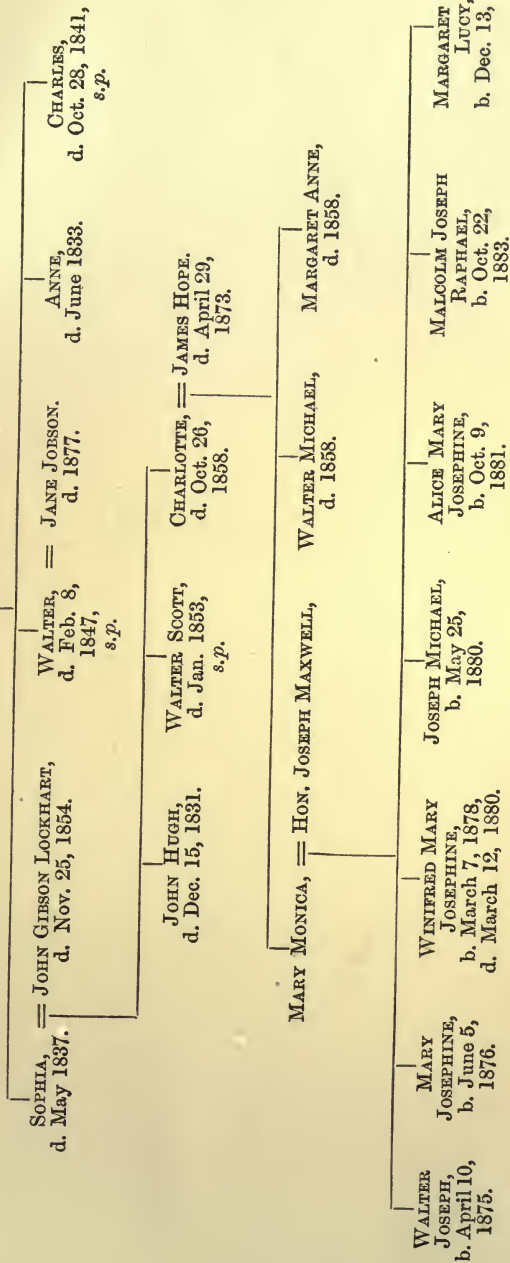 SOPHIA, = JOHN GIBSON LOCKHART,
d. May 1837.
d. Nov. 25, 1854.
WALTER, = JANE JOBSON.
d. Feb. 8,
1847,
s.p.
d. 1877.
ANNE,
d. June 1833.
CHARLES,
d. Oct. 28, 1841,
s.p.
JOHN HUGH,
d. Dec. 15, 1831.
WALTER SCOTT,
d. Jan. 1853,
s.p.
CHARLOTTE, = JAMES HOPE.
d. Oct. 26,
1858.
d. April 29,
1873.
MARY MONICA, = HON. JOSEPH MAXWELL,
WALTER MICHAEL,
d. 1858.
MARGARET ANNE,
d. 1858.
WALTER
JOSEPH,
b. April 10,
1875.
MARY
JOSEPHINE,
b. June 5,
1876.
WINIFRED MARY
JOSEPHINE,
b. March 7, 1878,
d. March 12, 1880.
JOSEPH MICHAEL,
b. May 25,
1880.
ALICE MARY
JOSEPHINE,
b. Oct. 9,
1881.
MALCOLM JOSEPH
RAPHAEL,
b. Oct. 22,
1883.
MARGARET
LUCY,
b. Dec. 13,